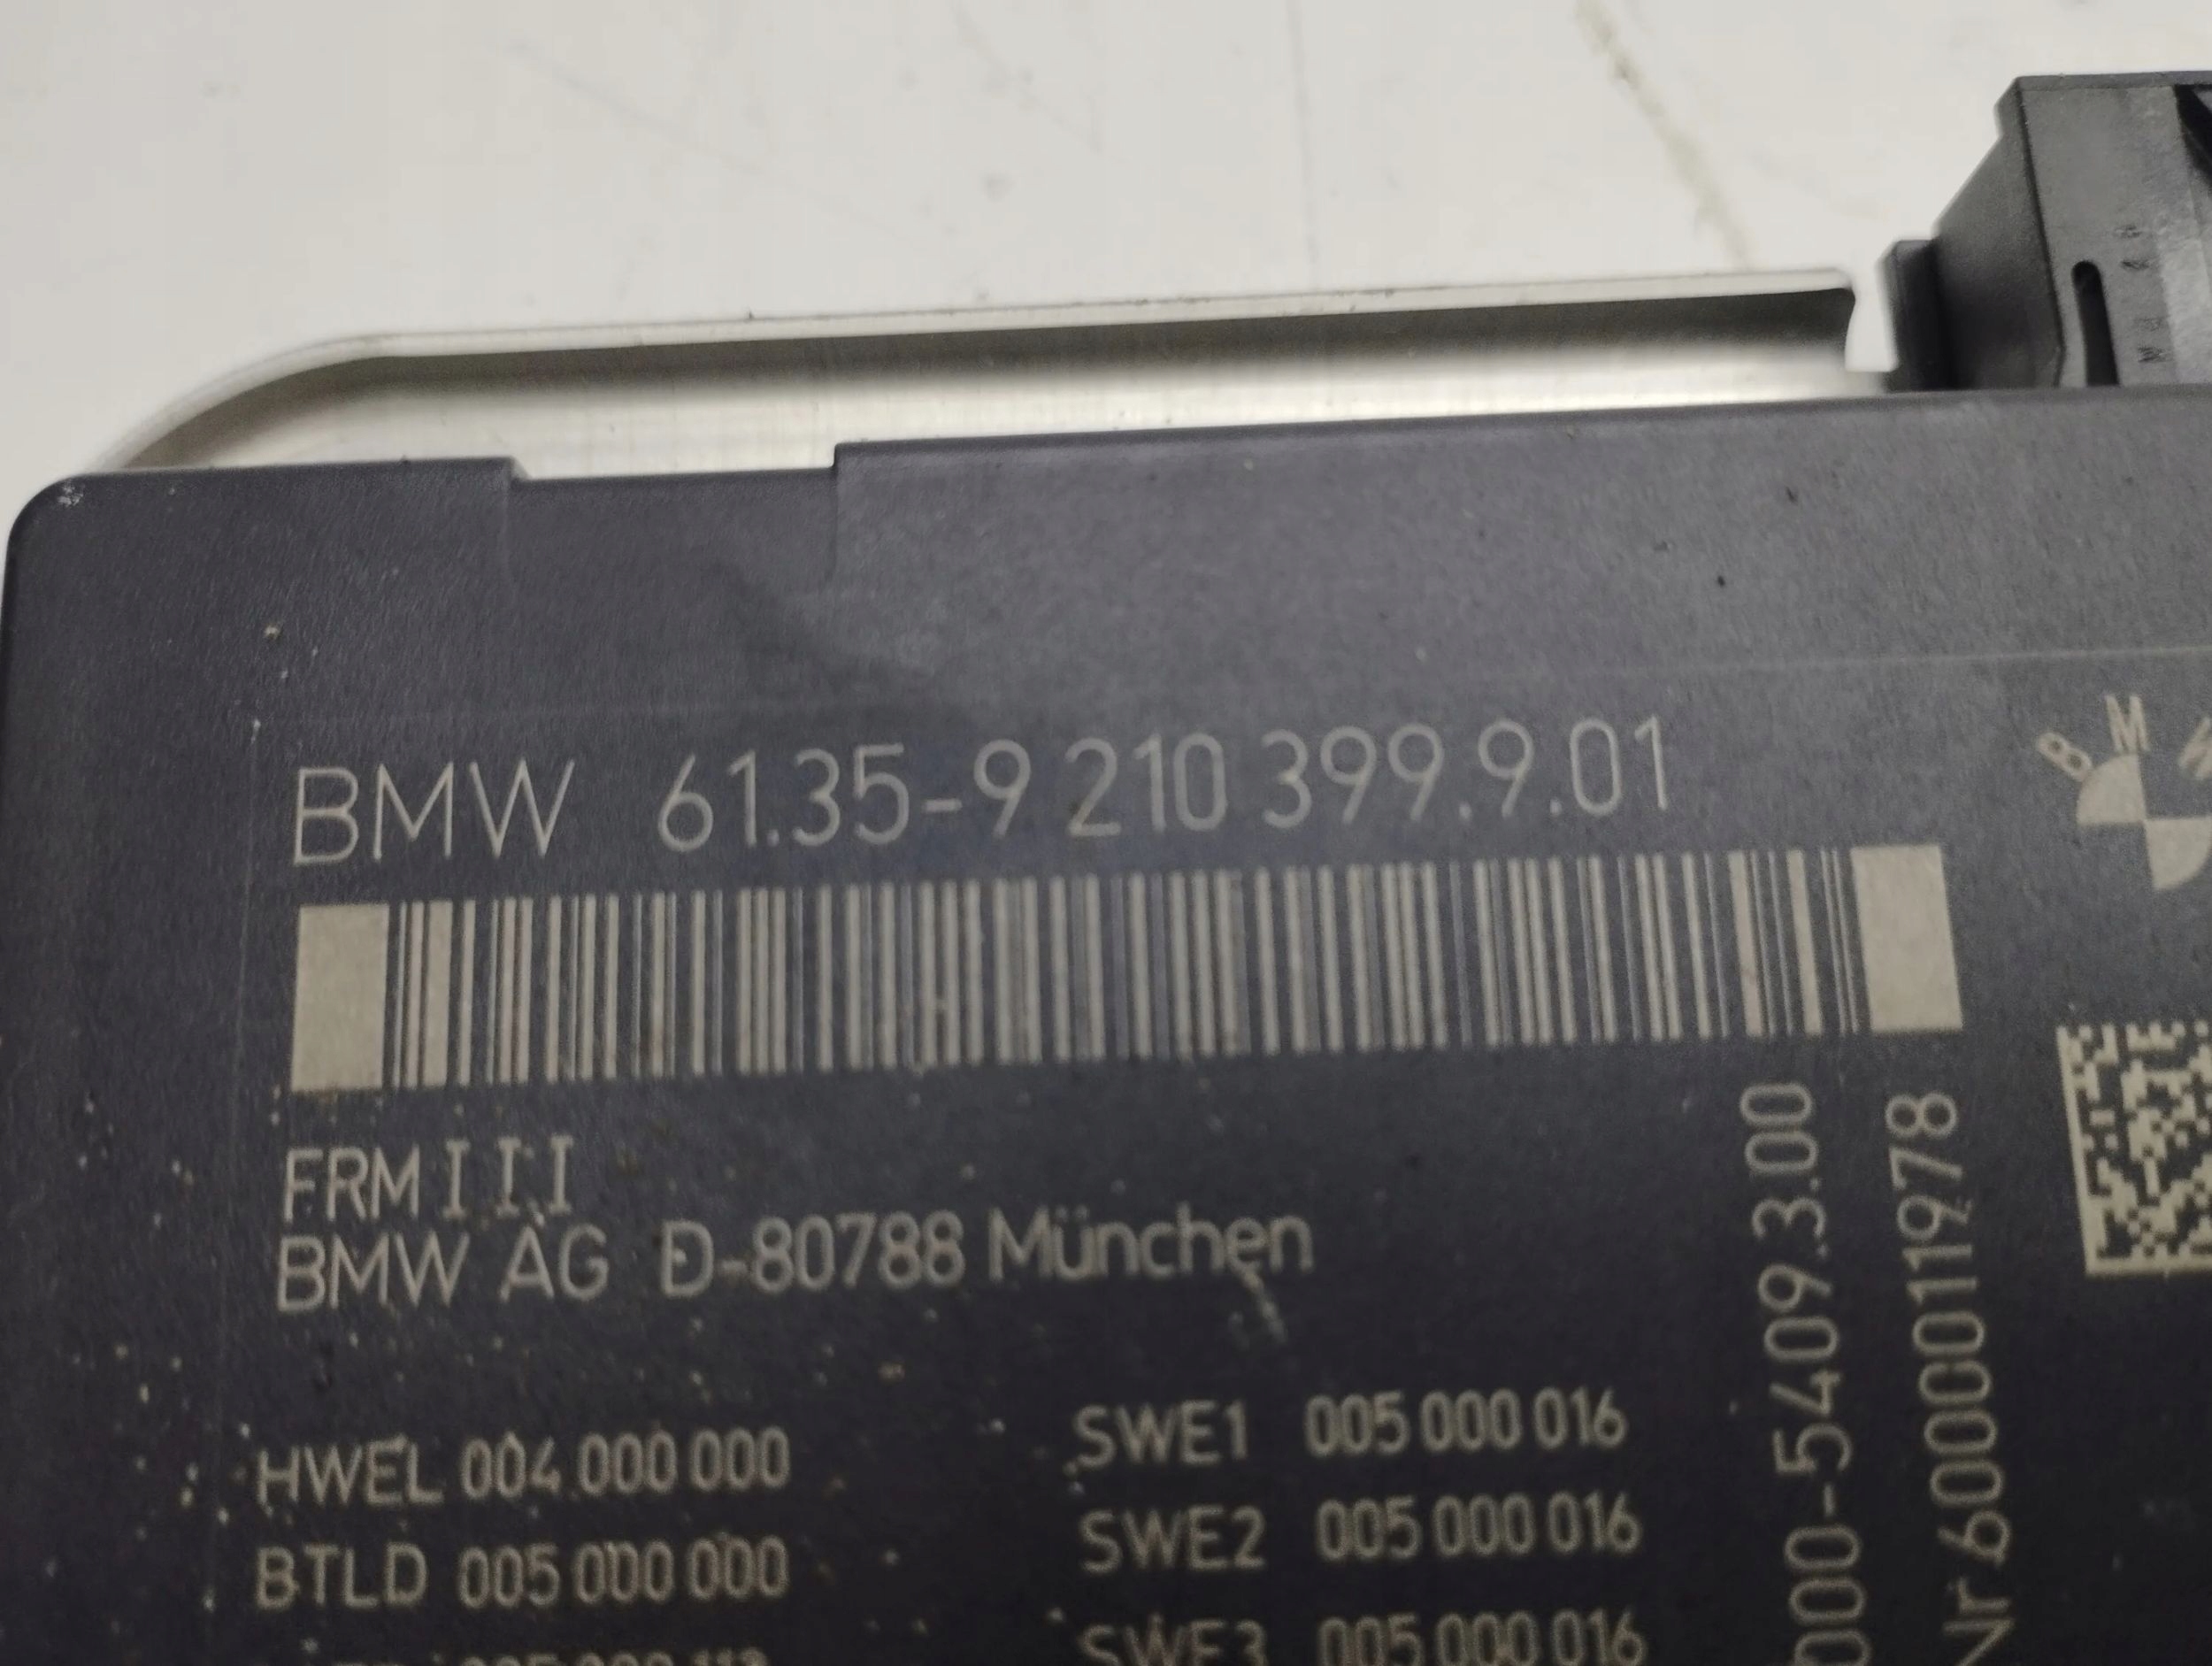 BMW 61.35-9 210 399.9.01
BMW
FRM III
BMW AG D-80788 München
HWEL 004.000 000
SWE1 005 000 016
BTLD 005 000 000
SWE2 005 000 016
SWE3 005 000 016
000-5409.3.00
Nr 600011978